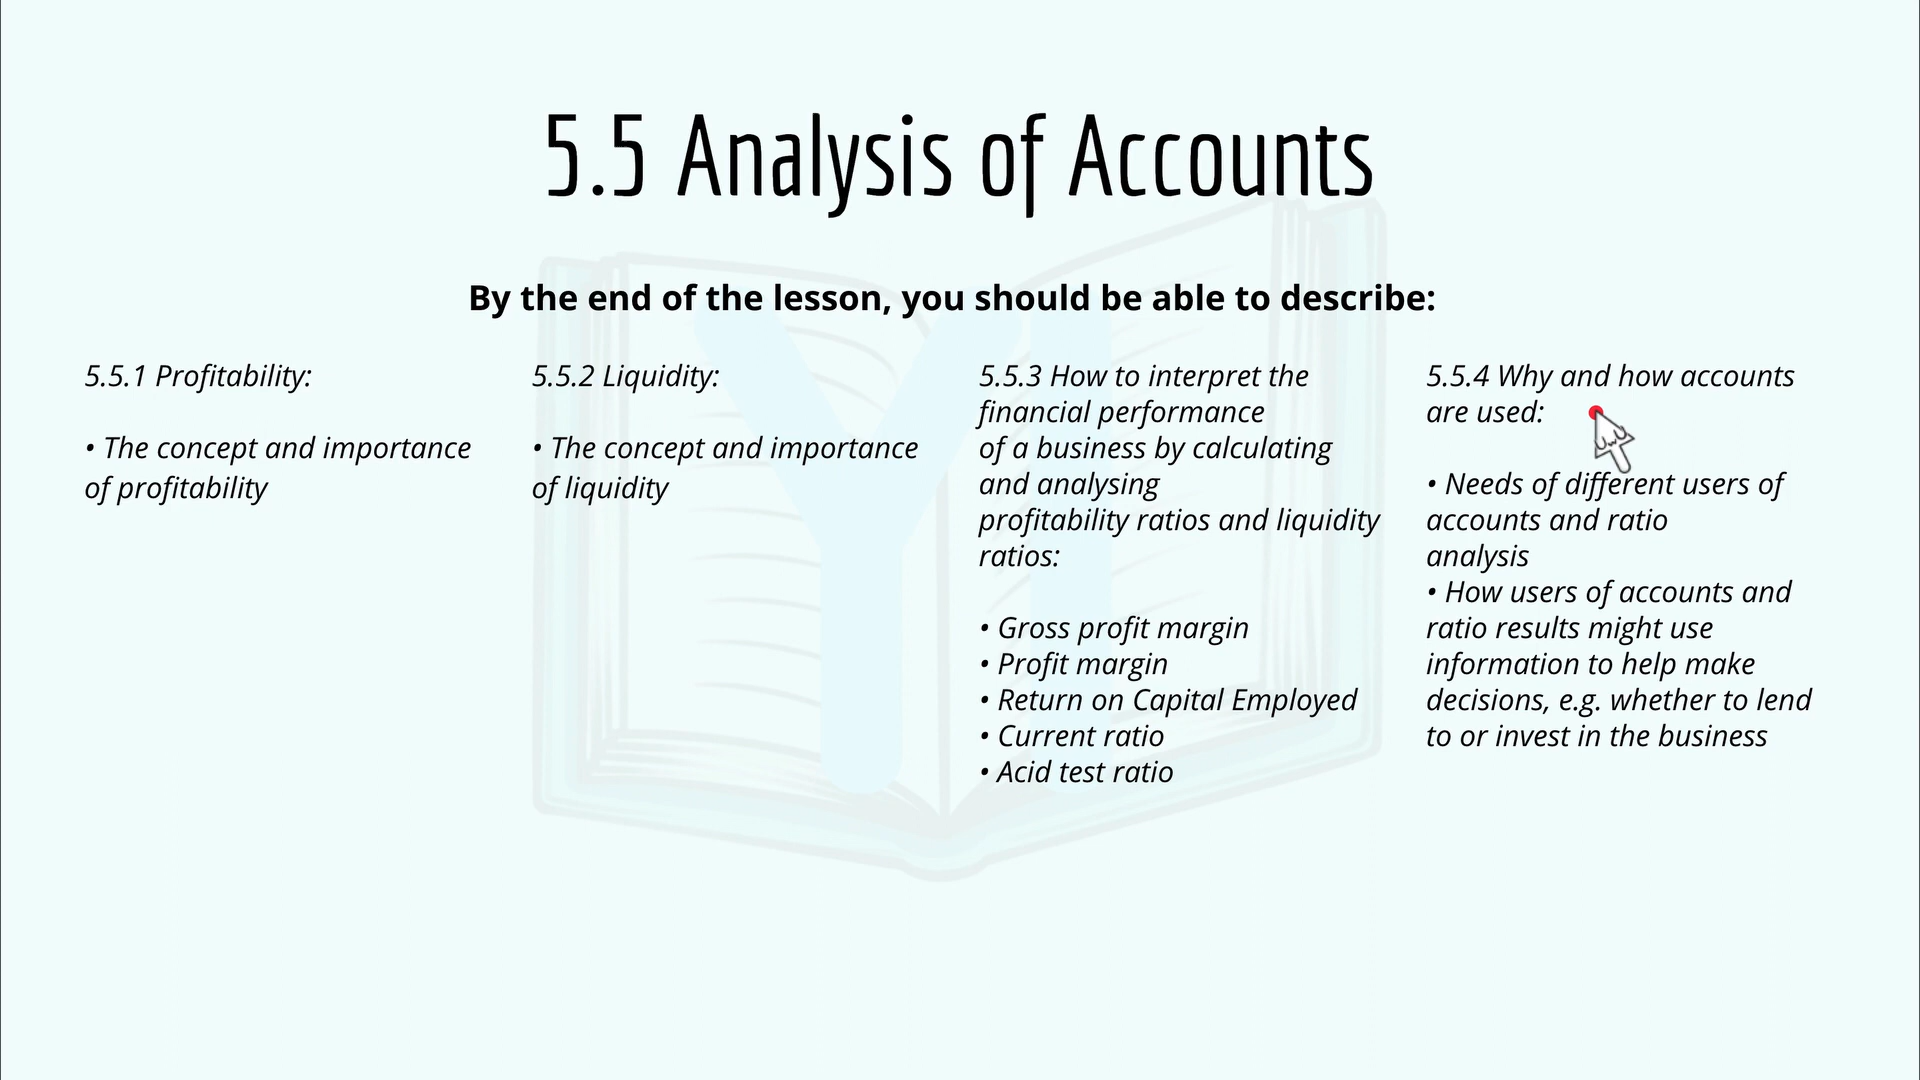 5.5 Analysis of Accounts
By the end of the lesson, you should be able to describe:
5.5.1 Profitability:
• The concept and importance
of profitability
5.5.2 Liquidity:
• The concept and importance
of liquidity
5.5.3 How to interpret the
financial performance
of a business by calculating
and analysing
profitability ratios and liquidity
ratios:
• Gross profit margin
• Profit margin
• Return on Capital Employed
• Current ratio
• Acid test ratio
5.5.4 Why and how accounts
are used:
• Needs of different users of
accounts and ratio
analysis
• How users of accounts and
ratio results might use
information to help make
decisions, e.g. whether to lend
to or invest in the business